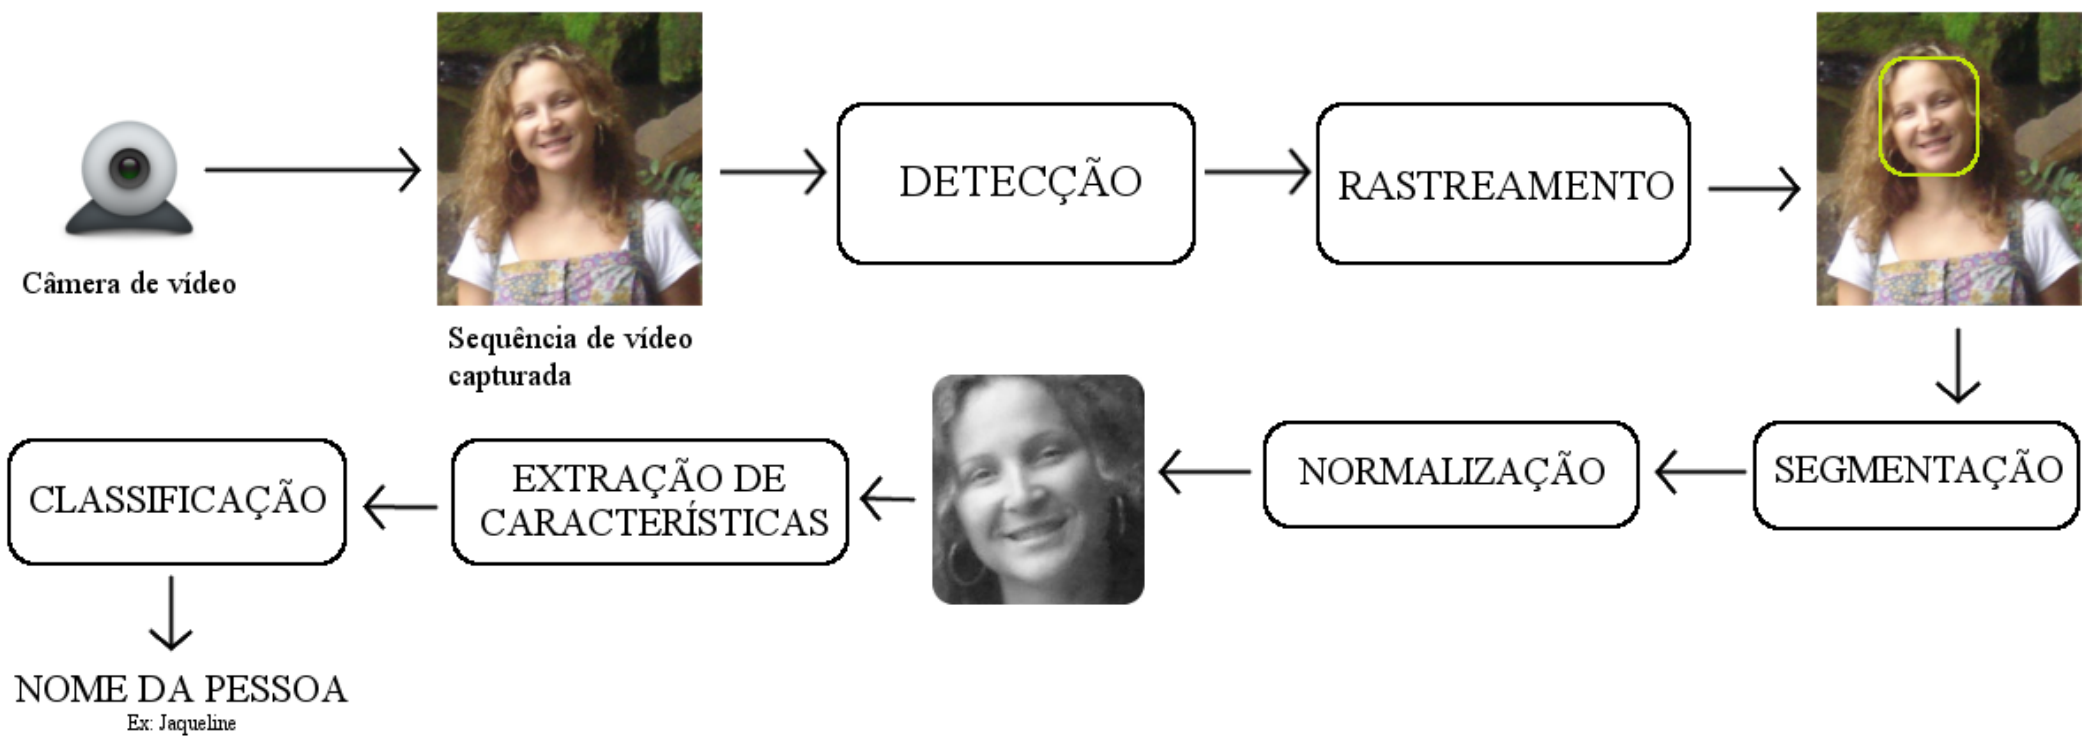 Câmera de vídeo
Sequência de vídeo
capturada
DETECÇÃO
RASTREAMENTO
SEGMENTAÇÃO
NORMALIZAÇÃO
EXTRAÇÃO DE
CARACTERÍSTICAS
CLASSIFICAÇÃO
NOME DA PESSOA
Ex: Jaqueline